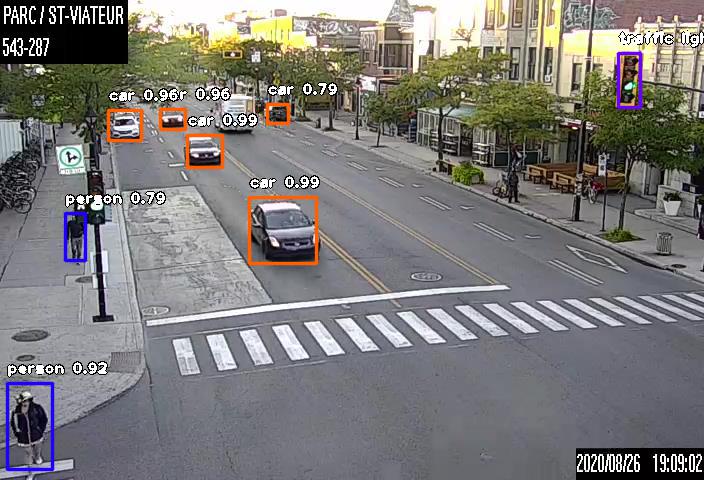 PARC / ST-VIATEUR
543-287
traffic ligh
car 0.96
r 0.96
car 0.79
car 0.99
car 0.99
person 0.79
person 0.92
2020/08/26 19:09:02